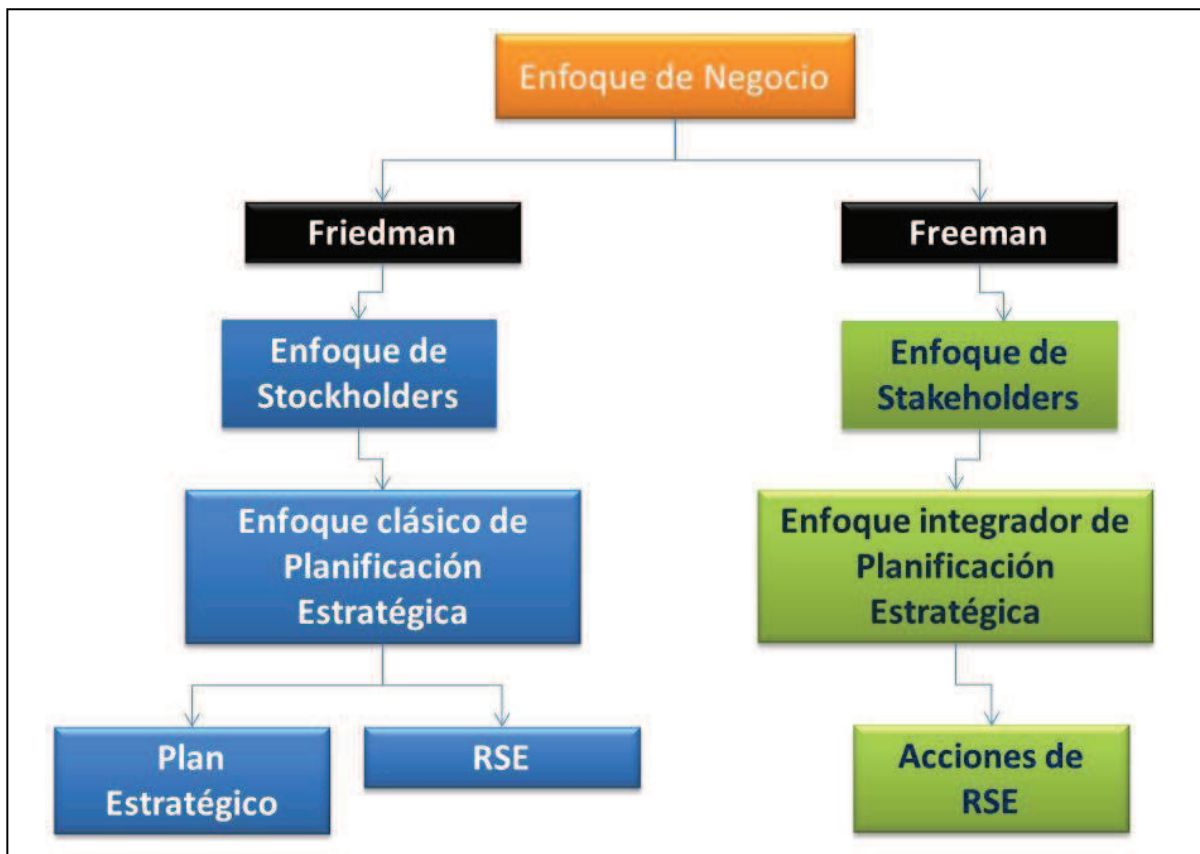 Enfoque de Negocio
Friedman
Freeman
Enfoque de
Stockholders
Enfoque de
Stakeholders
Enfoque clásico de
Planificación
Estratégica
Enfoque integrador de
Planificación
Estratégica
Plan
Estratégico
RSE
Acciones de
RSE